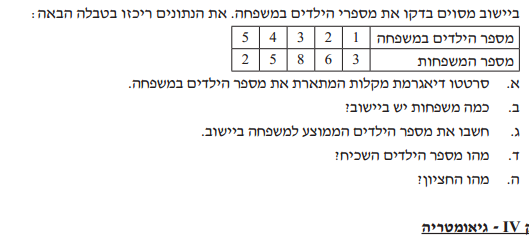 ביישוב מסוים בדקו את מספרי הילדים במשפחה. את הנתונים ריכזו בטבלה הבאה:
מספר הילדים במשפחה 1 2 3 4 5
מספר המשפחות 3 6 8 5 2
א. סרטטו דיאגרמת מקלות המתארת את מספר הילדים במשפחה.
ב. כמה משפחות יש ביישוב?
ג. חשבו את מספר הילדים הממוצע למשפחה ביישוב.
ד. מהו מספר הילדים השכיח?
ה. מהו החציון?
IV - גיאומטריה